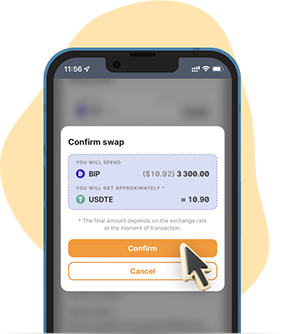 11:56
Confirm swap
YOU WILL SPEND
BIP ($10.92) 3 300.00
YOU WILL GET APPROXIMATELY *
USDTE ≈ 10.90
* The final amount depends on the exchange rate
at the moment of transaction.
Confirm
Cancel